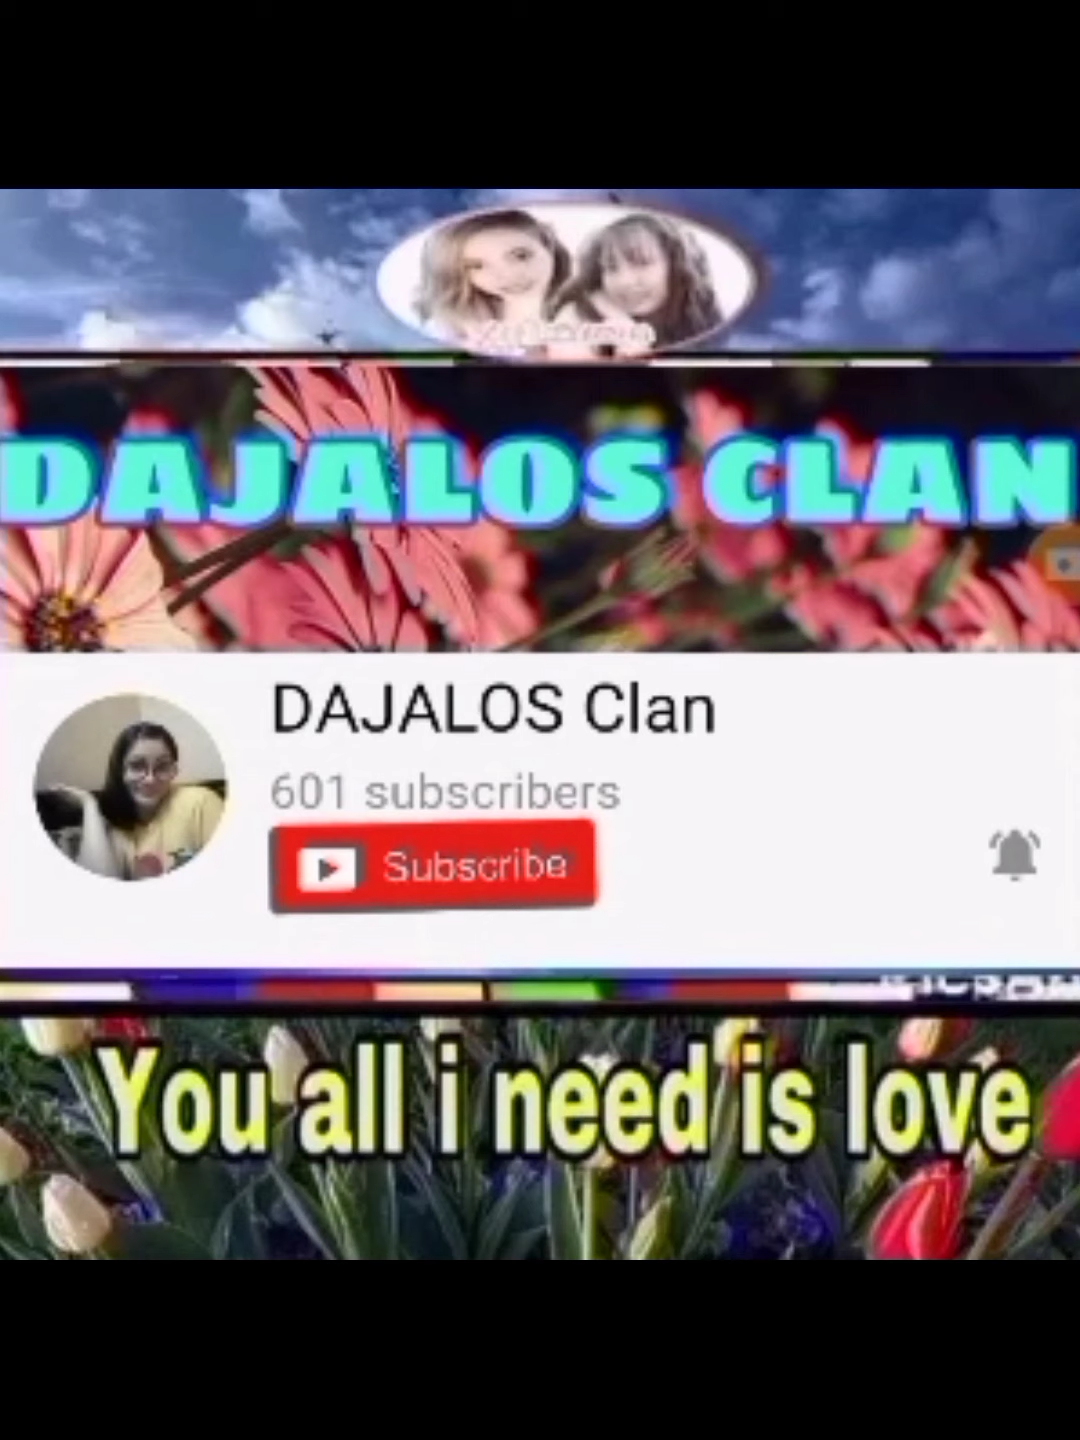 DAJALOS CLAN
DAJALOS Clan
601 subscribers
Subscribe
You all i need is love